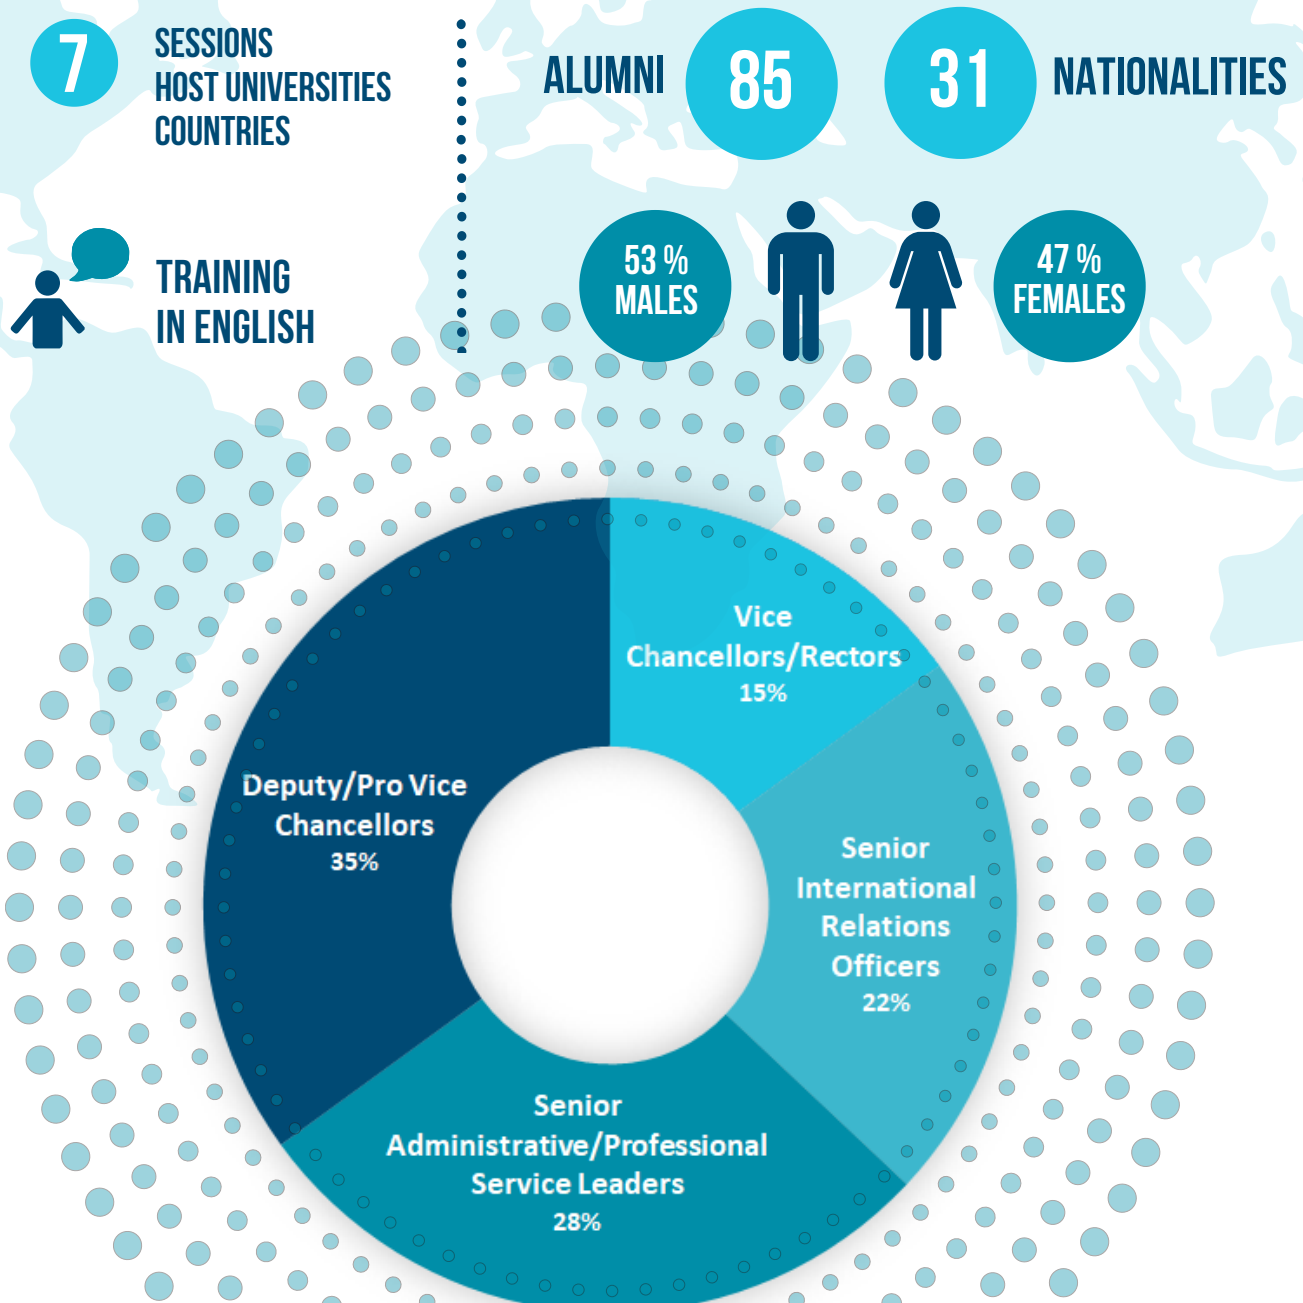 7
SESSIONS
HOST UNIVERSITIES
COUNTRIES
TRAINING
IN ENGLISH
ALUMNI
85
31
NATIONALITIES
53 %
MALES
47 %
FEMALES
Vice
Chancellors/Rectors
15%
Senior
International
Relations
Officers
22%
Senior
Administrative/Professional
Service Leaders
28%
Deputy/Pro Vice
Chancellors
35%